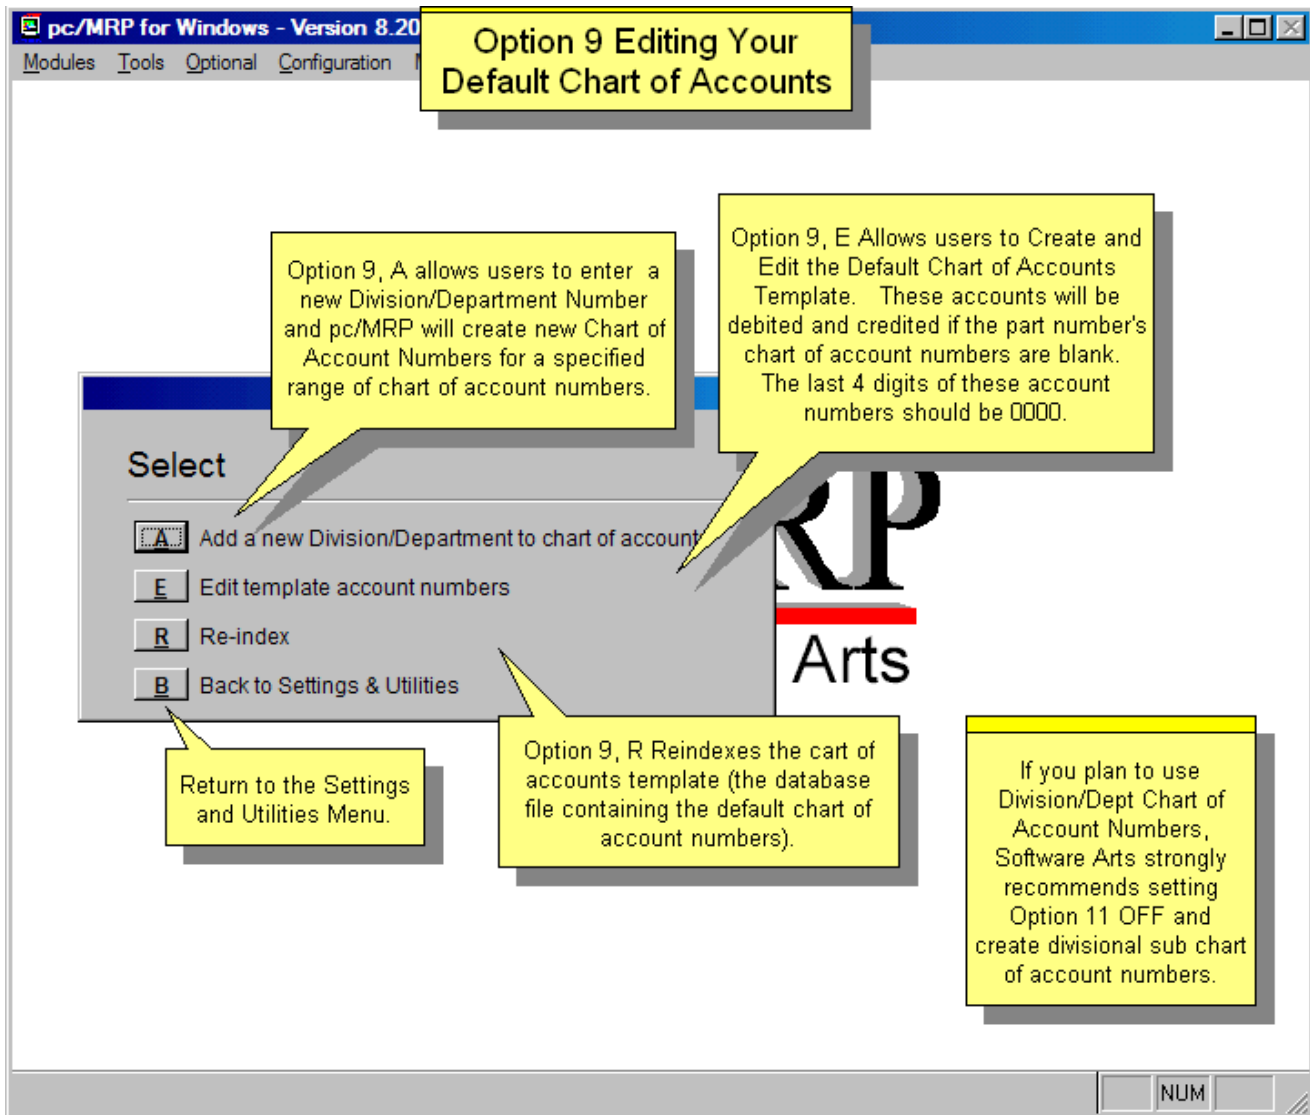 pc/MRP for Windows - Version 8.20
Modules Tools Optional Configuration
Option 9 Editing Your
Default Chart of Accounts
Option 9, A allows users to enter a
new Division/Department Number
and pc/MRP will create new Chart of
Account Numbers for a specified
range of chart of account numbers.
Option 9, E Allows users to Create and
Edit the Default Chart of Accounts
Template. These accounts will be
debited and credited if the part number's
chart of account numbers are blank.
The last 4 digits of these account
numbers should be 0000.
Select
A Add a new Division/Department to chart of account
E Edit template account numbers
R Re-index
B Back to Settings & Utilities
RP
Arts
Return to the Settings
and Utilities Menu.
Option 9, R Reindexes the cart of
accounts template (the database
file containing the default chart of
account numbers).
If you plan to use
Division/Dept Chart of
Account Numbers,
Software Arts strongly
recommends setting
Option 11 OFF and
create divisional sub chart
of account numbers.
NUM